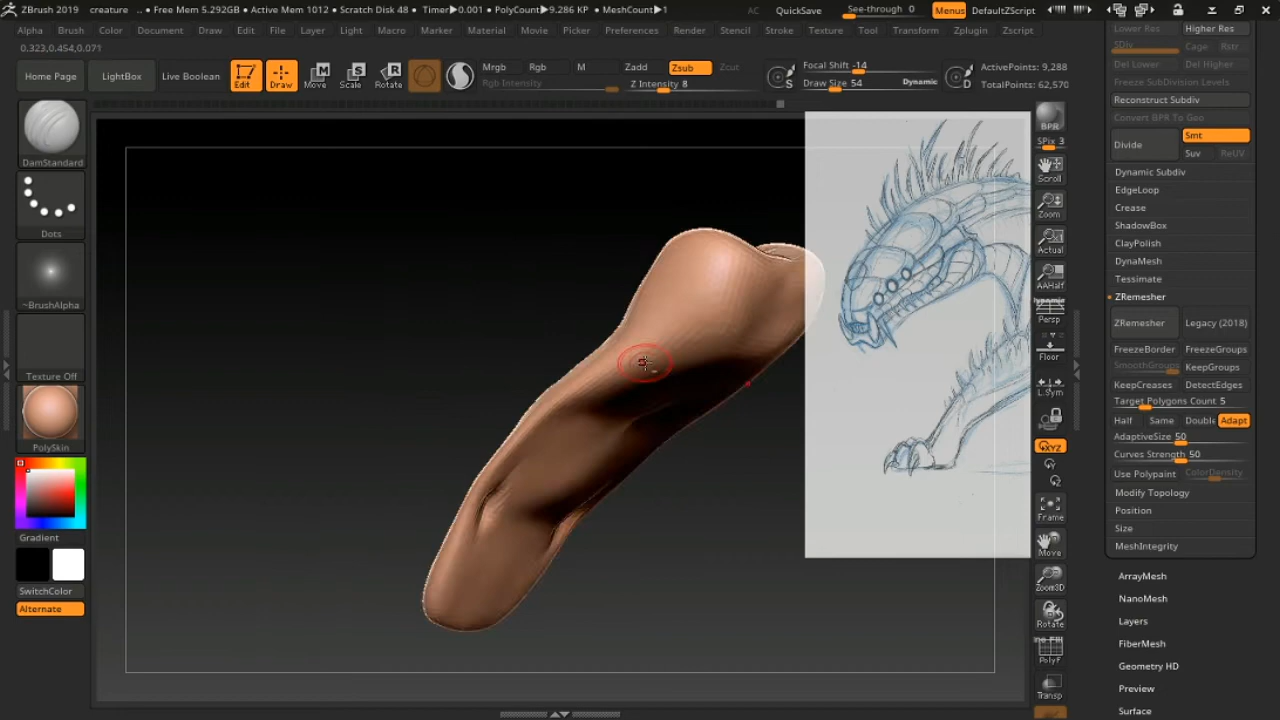 ZBrush 2019 creature .. • Free Mem 5.292GB • Active Mem 1012 • Scratch Disk 48 • Timer▶0.001 • PolyCount▶9.286 KP • MeshCount▶1 AC QuickSave See-through 0 Menus DefaultZScript
Alpha Brush Color Document Draw Edit File Layer Light Macro Marker Material Movie Picker Preferences Render Stencil Stroke Texture Tool Transform Zplugin Zscript
0.323,0.454,0.071
Home Page LightBox Live Boolean Edit Draw Move Scale Rotate
Mrgb Rgb M Zadd Zsub Zcut
Rgb Intensity Z Intensity 8
Focal Shift -14
Draw Size 54 Dynamic
S
D
ActivePoints: 9,288
TotalPoints: 62,570
DamStandard
Dots
~BrushAlpha
Texture Off
PolySkin
Gradient
SwitchColor
Alternate
BPR
SPix 3
Scroll
Zoom
Actual
AAHalf
Persp
Floor
L.Sym
XYZ
Frame
Move
Zoom3D
Rotate
PolyF
Transp
Lower Res Higher Res
SDiv Cage Rstr
Del Lower Del Higher
Freeze SubDivision Levels
Reconstruct Subdiv
Convert BPR To Geo
Divide Smt
Suv ReUV
Dynamic Subdiv
EdgeLoop
Crease
ShadowBox
ClayPolish
DynaMesh
Tessimate
ZRemesher
ZRemesher Legacy (2018)
FreezeBorder FreezeGroups
SmoothGroups KeepGroups
KeepCreases DetectEdges
Target Polygons Count 5
Half Same Double Adapt
AdaptiveSize 50
Curves Strength 50
Use Polypaint ColorDensity
Modify Topology
Position
Size
MeshIntegrity
ArrayMesh
NanoMesh
Layers
FiberMesh
Geometry HD
Preview
Surface